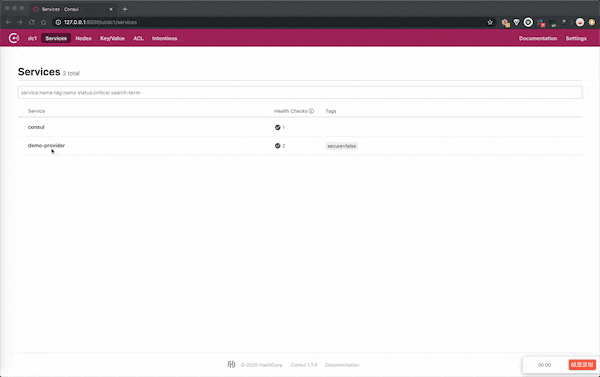 Services - Consul
127.0.0.1:8500/ui/dc1/services
dc1 Services Nodes Key/Value ACL Intentions Documentation Settings
Services 2 total
service:name tag:name status:critical search-term
Service Health Checks Tags
consul 1
demo-provider 2 secure=false
© 2020 HashiCorp Consul 1.7.4 Documentation
00:00